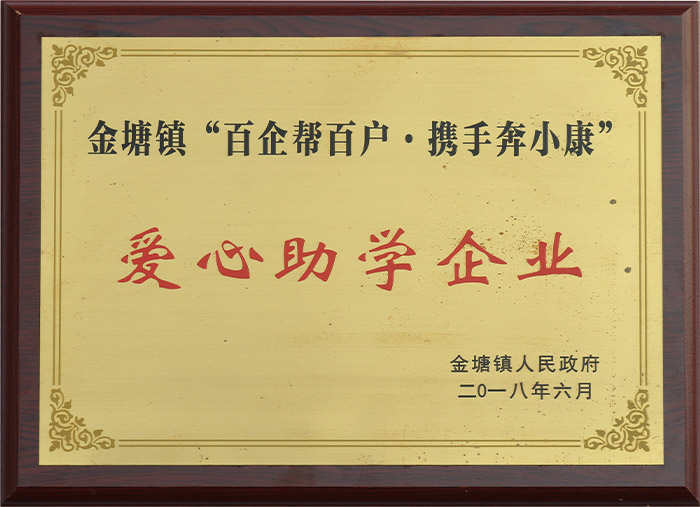 金塘镇“百企帮百户·携手奔小康”
爱心助学企业
金塘镇人民政府
二0一八年六月